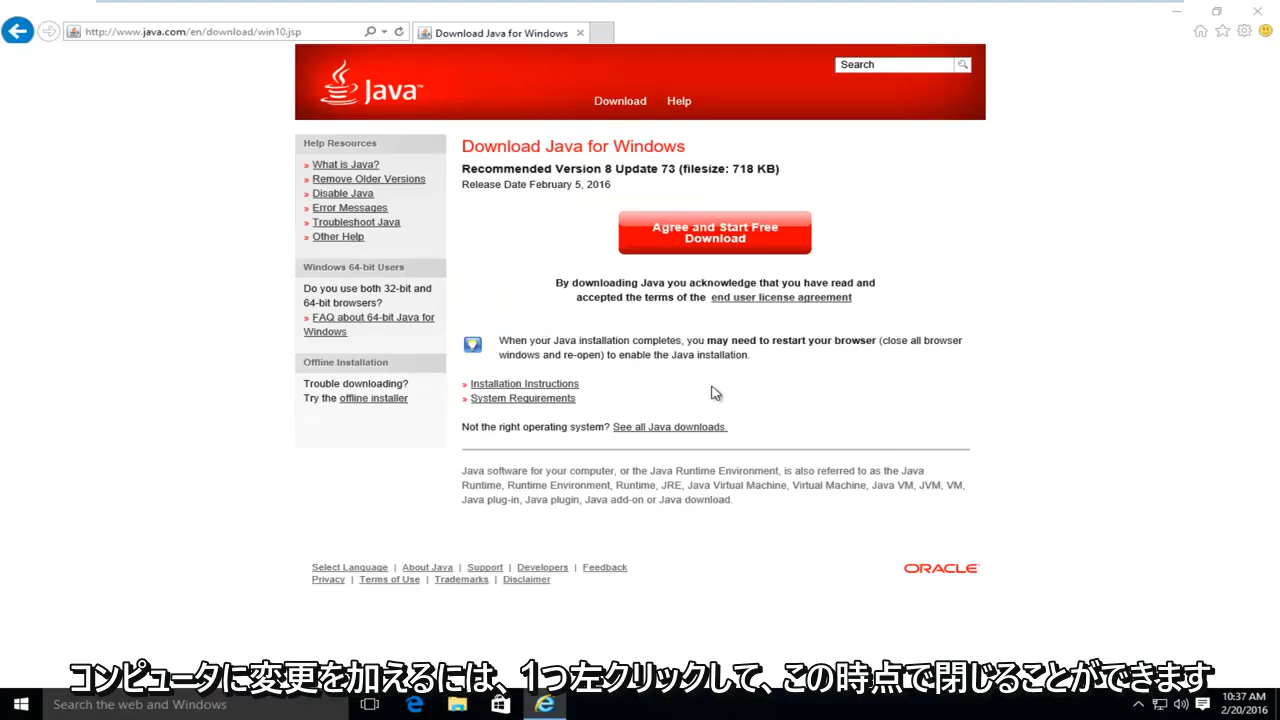 http://www.java.com/en/download/win10.jsp
Download Java for Windows
Java™
Search
Download Help
Help Resources
» What is Java?
» Remove Older Versions
» Disable Java
» Error Messages
» Troubleshoot Java
» Other Help
Windows 64-bit Users
Do you use both 32-bit and
64-bit browsers?
» FAQ about 64-bit Java for
Windows
Offline Installation
Trouble downloading?
Try the offline installer
Download Java for Windows
Recommended Version 8 Update 73 (filesize: 718 KB)
Release Date February 5, 2016
Agree and Start Free
Download
By downloading Java you acknowledge that you have read and
accepted the terms of the end user license agreement
When your Java installation completes, you may need to restart your browser (close all browser
windows and re-open) to enable the Java installation.
» Installation Instructions
» System Requirements
Not the right operating system? See all Java downloads.
Java software for your computer, or the Java Runtime Environment, is also referred to as the Java
Runtime, Runtime Environment, Runtime, JRE, Java Virtual Machine, Virtual Machine, Java VM, JVM, VM,
Java plug-in, Java plugin, Java add-on or Java download.
Select Language | About Java | Support | Developers | Feedback
Privacy | Terms of Use | Trademarks | Disclaimer
ORACLE
コンピュータに変更を加えるには、1つ左クリックして、この時点で閉じることができます
Search the web and Windows
10:37 AM
2/20/2016